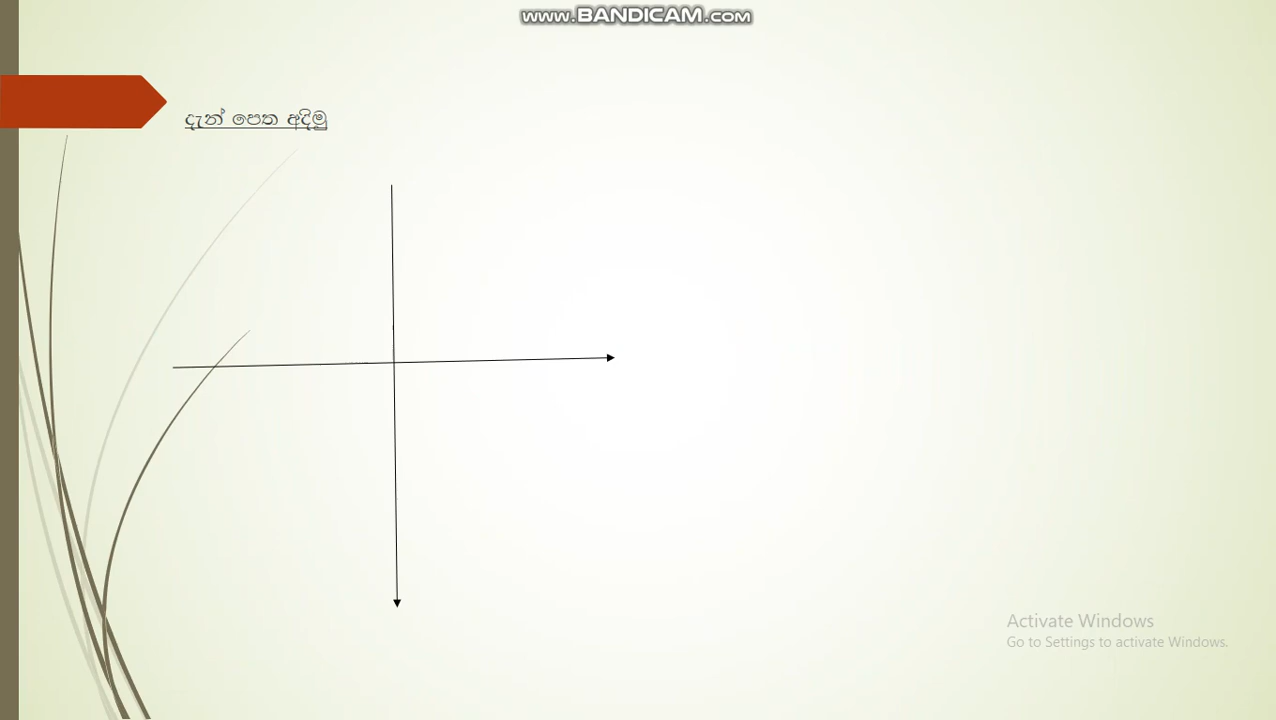 www.BANDICAM.com
දැන් පෙත අදිමු
Activate Windows
Go to Settings to activate Windows.